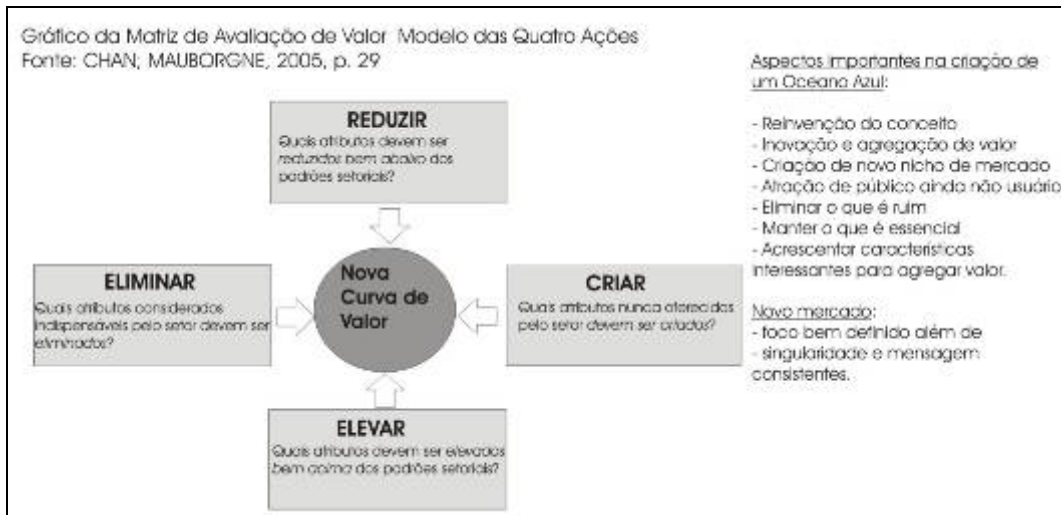 Gráfico da Matriz de Avaliação de Valor Modelo das Quatro Ações
Fonte: CHAN; MAUBORGNE, 2005, p. 29
REDUZIR
Quais atributos devem ser
reduzidos bem abaixo dos
padrões setoriais?
ELIMINAR
Quais atributos considerados
indispensáveis pelo setor devem ser
eliminados?
Nova
Curva de
Valor
CRIAR
Quais atributos nunca oferecidos
pelo setor devem ser criados?
ELEVAR
Quais atributos devem ser elevados
bem acima dos padrões setoriais?
Aspectos Importantes na criação de
um Oceano Azul:
- Reinvenção do conceito
- Inovação e agregação de valor
- Criação de novo nicho de mercado
- Atração de público ainda não usuário
- Eliminar o que é ruim
- Manter o que é essencial
- Acrescentar características
interessantes para agregar valor.
Novo mercado:
- foco bem definido além de
- singularidade e mensagem
consistentes.